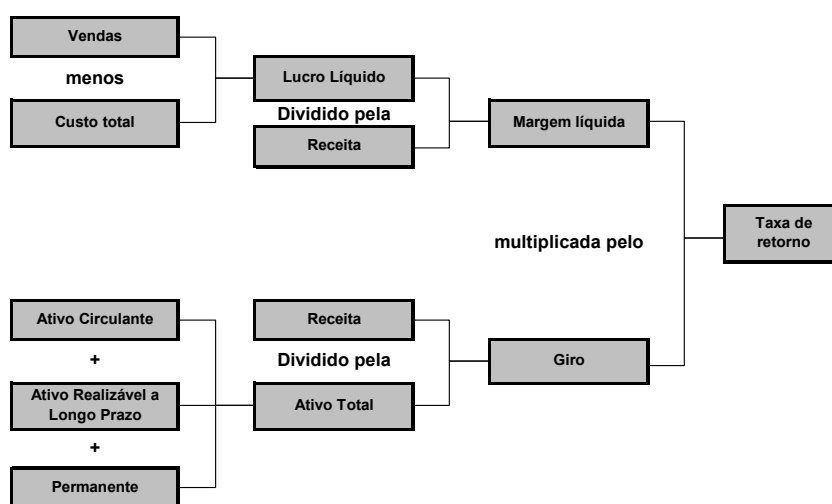 Vendas
menos
Custo total
Lucro Líquido
Dividido pela
Receita
Margem líquida
multiplicada pelo
Taxa de
retorno
Ativo Circulante
+
Ativo Realizável a
Longo Prazo
+
Permanente
Receita
Dividido pela
Ativo Total
Giro